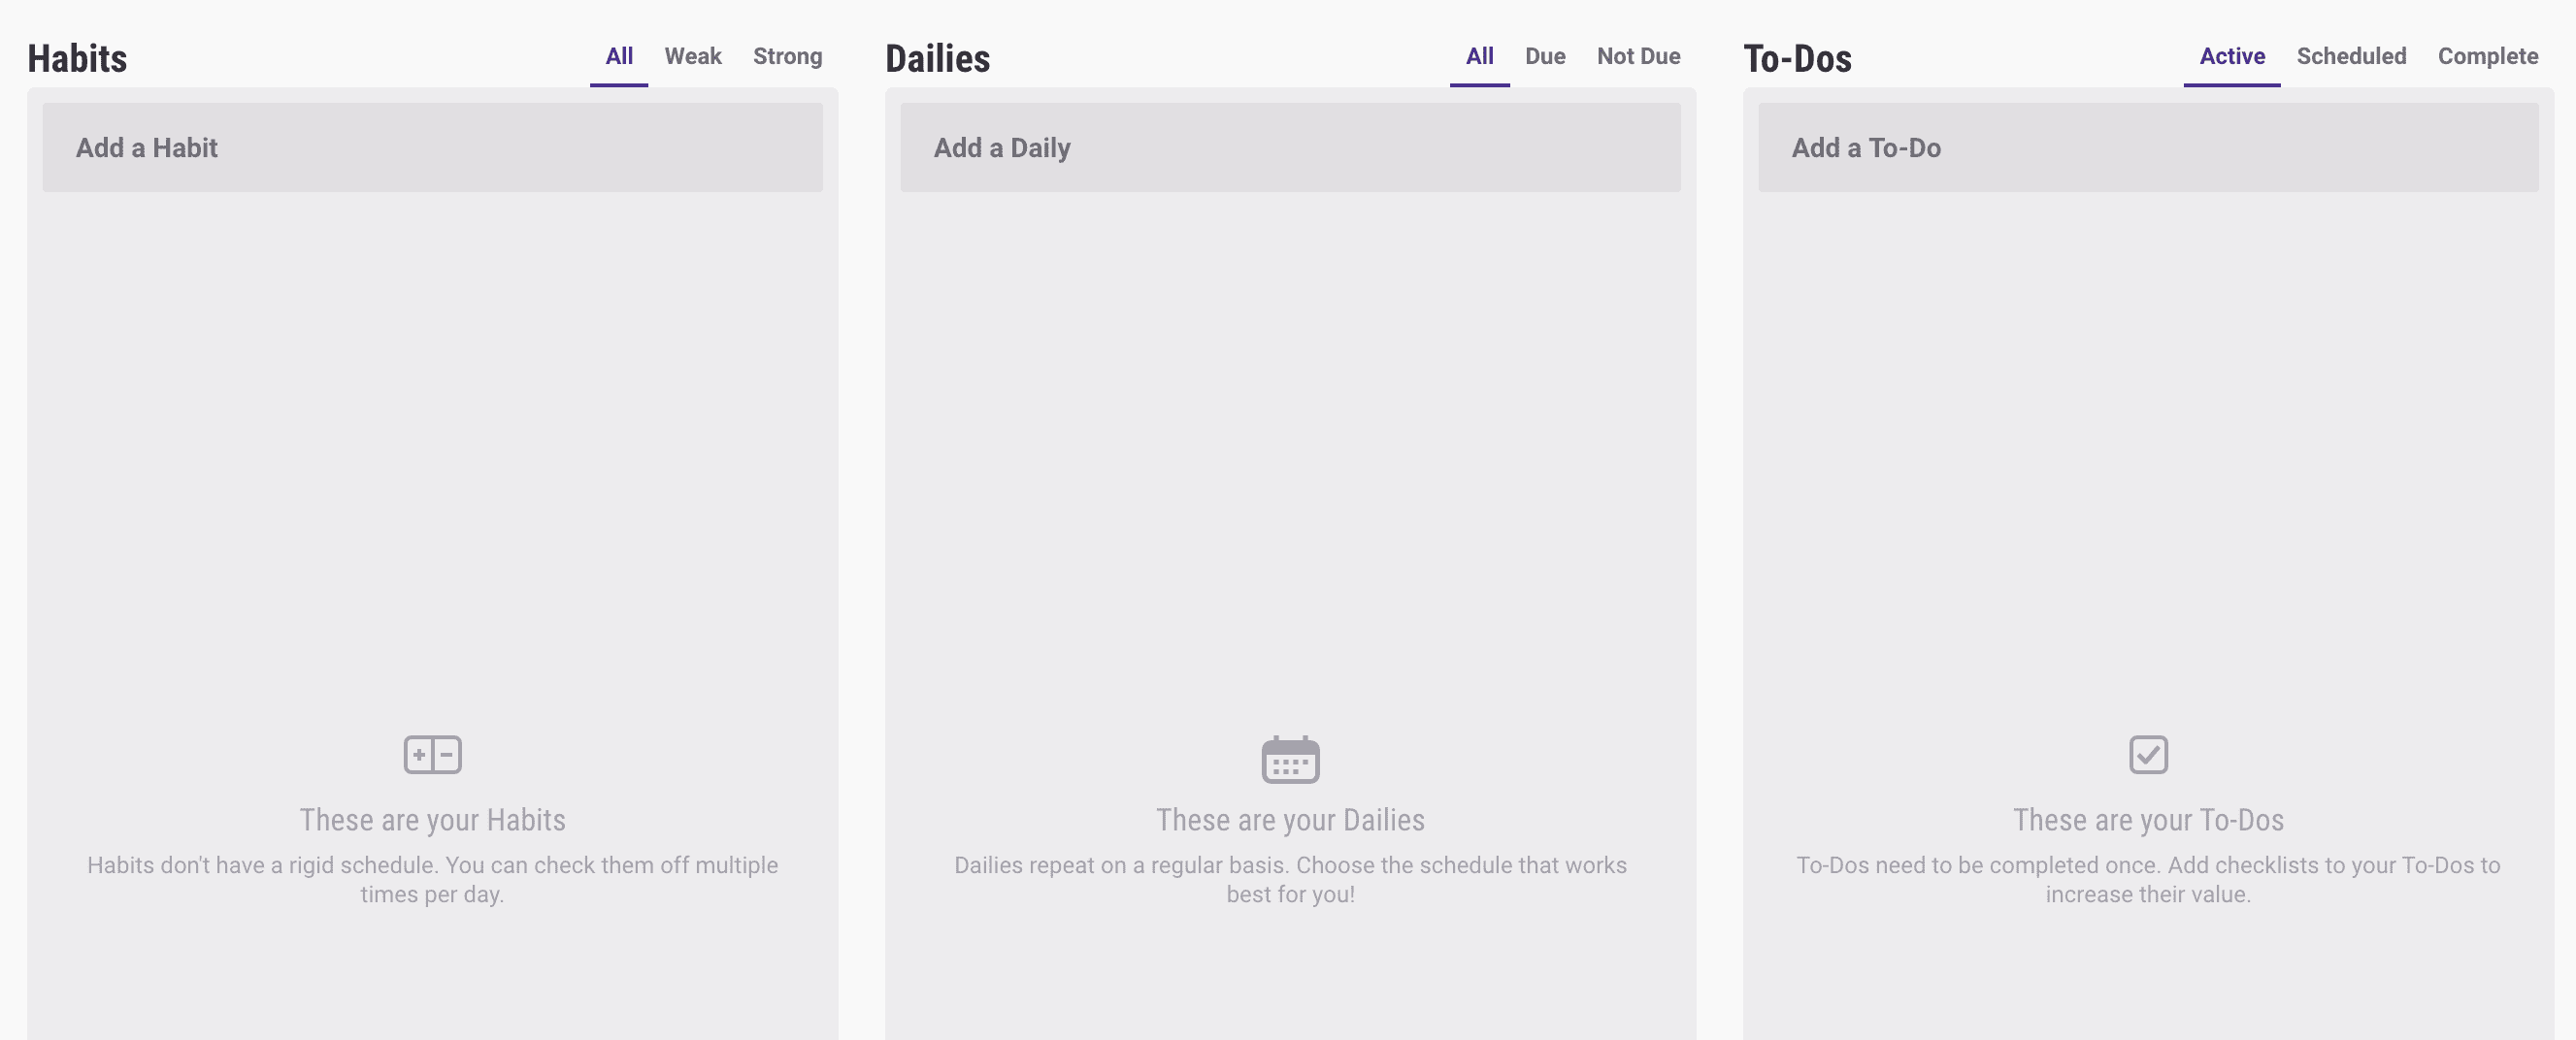 Habits
All Weak Strong
Add a Habit
These are your Habits
Habits don't have a rigid schedule. You can check them off multiple
times per day.
Dailies
All Due Not Due
Add a Daily
These are your Dailies
Dailies repeat on a regular basis. Choose the schedule that works
best for you!
To-Dos
Active Scheduled Complete
Add a To-Do
These are your To-Dos
To-Dos need to be completed once. Add checklists to your To-Dos to
increase their value.